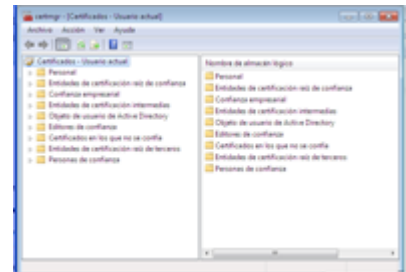 certmgr - [Certificados - Usuario actual]
Archivo Acción Ver Ayuda
Certificados - Usuario actual
Personal
Entidades de certificación raíz de confianza
Confianza empresarial
Entidades de certificación intermedias
Objeto de usuario de Active Directory
Editores de confianza
Certificados en los que no se confía
Entidades de certificación raíz de terceros
Personas de confianza
Nombre de almacén lógico
Personal
Entidades de certificación raíz de confianza
Confianza empresarial
Entidades de certificación intermedias
Objeto de usuario de Active Directory
Editores de confianza
Certificados en los que no se confía
Entidades de certificación raíz de terceros
Personas de confianza